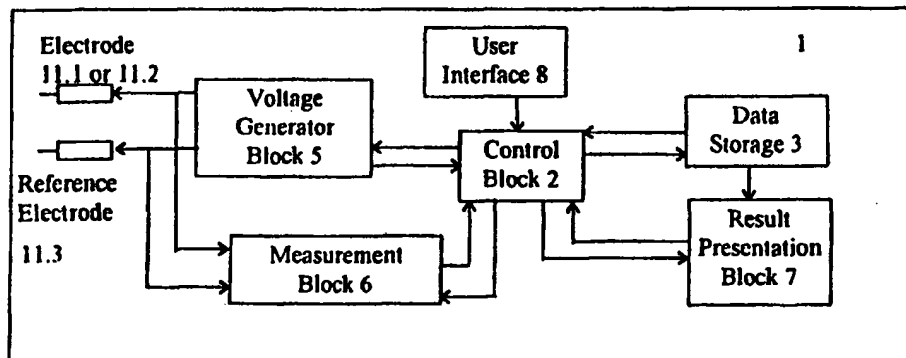 Electrode
11.1 or 11.2
Reference
Electrode
11.3
Voltage
Generator
Block 5
Measurement
Block 6
User
Interface 8
Control
Block 2
1
Data
Storage 3
Result
Presentation
Block 7